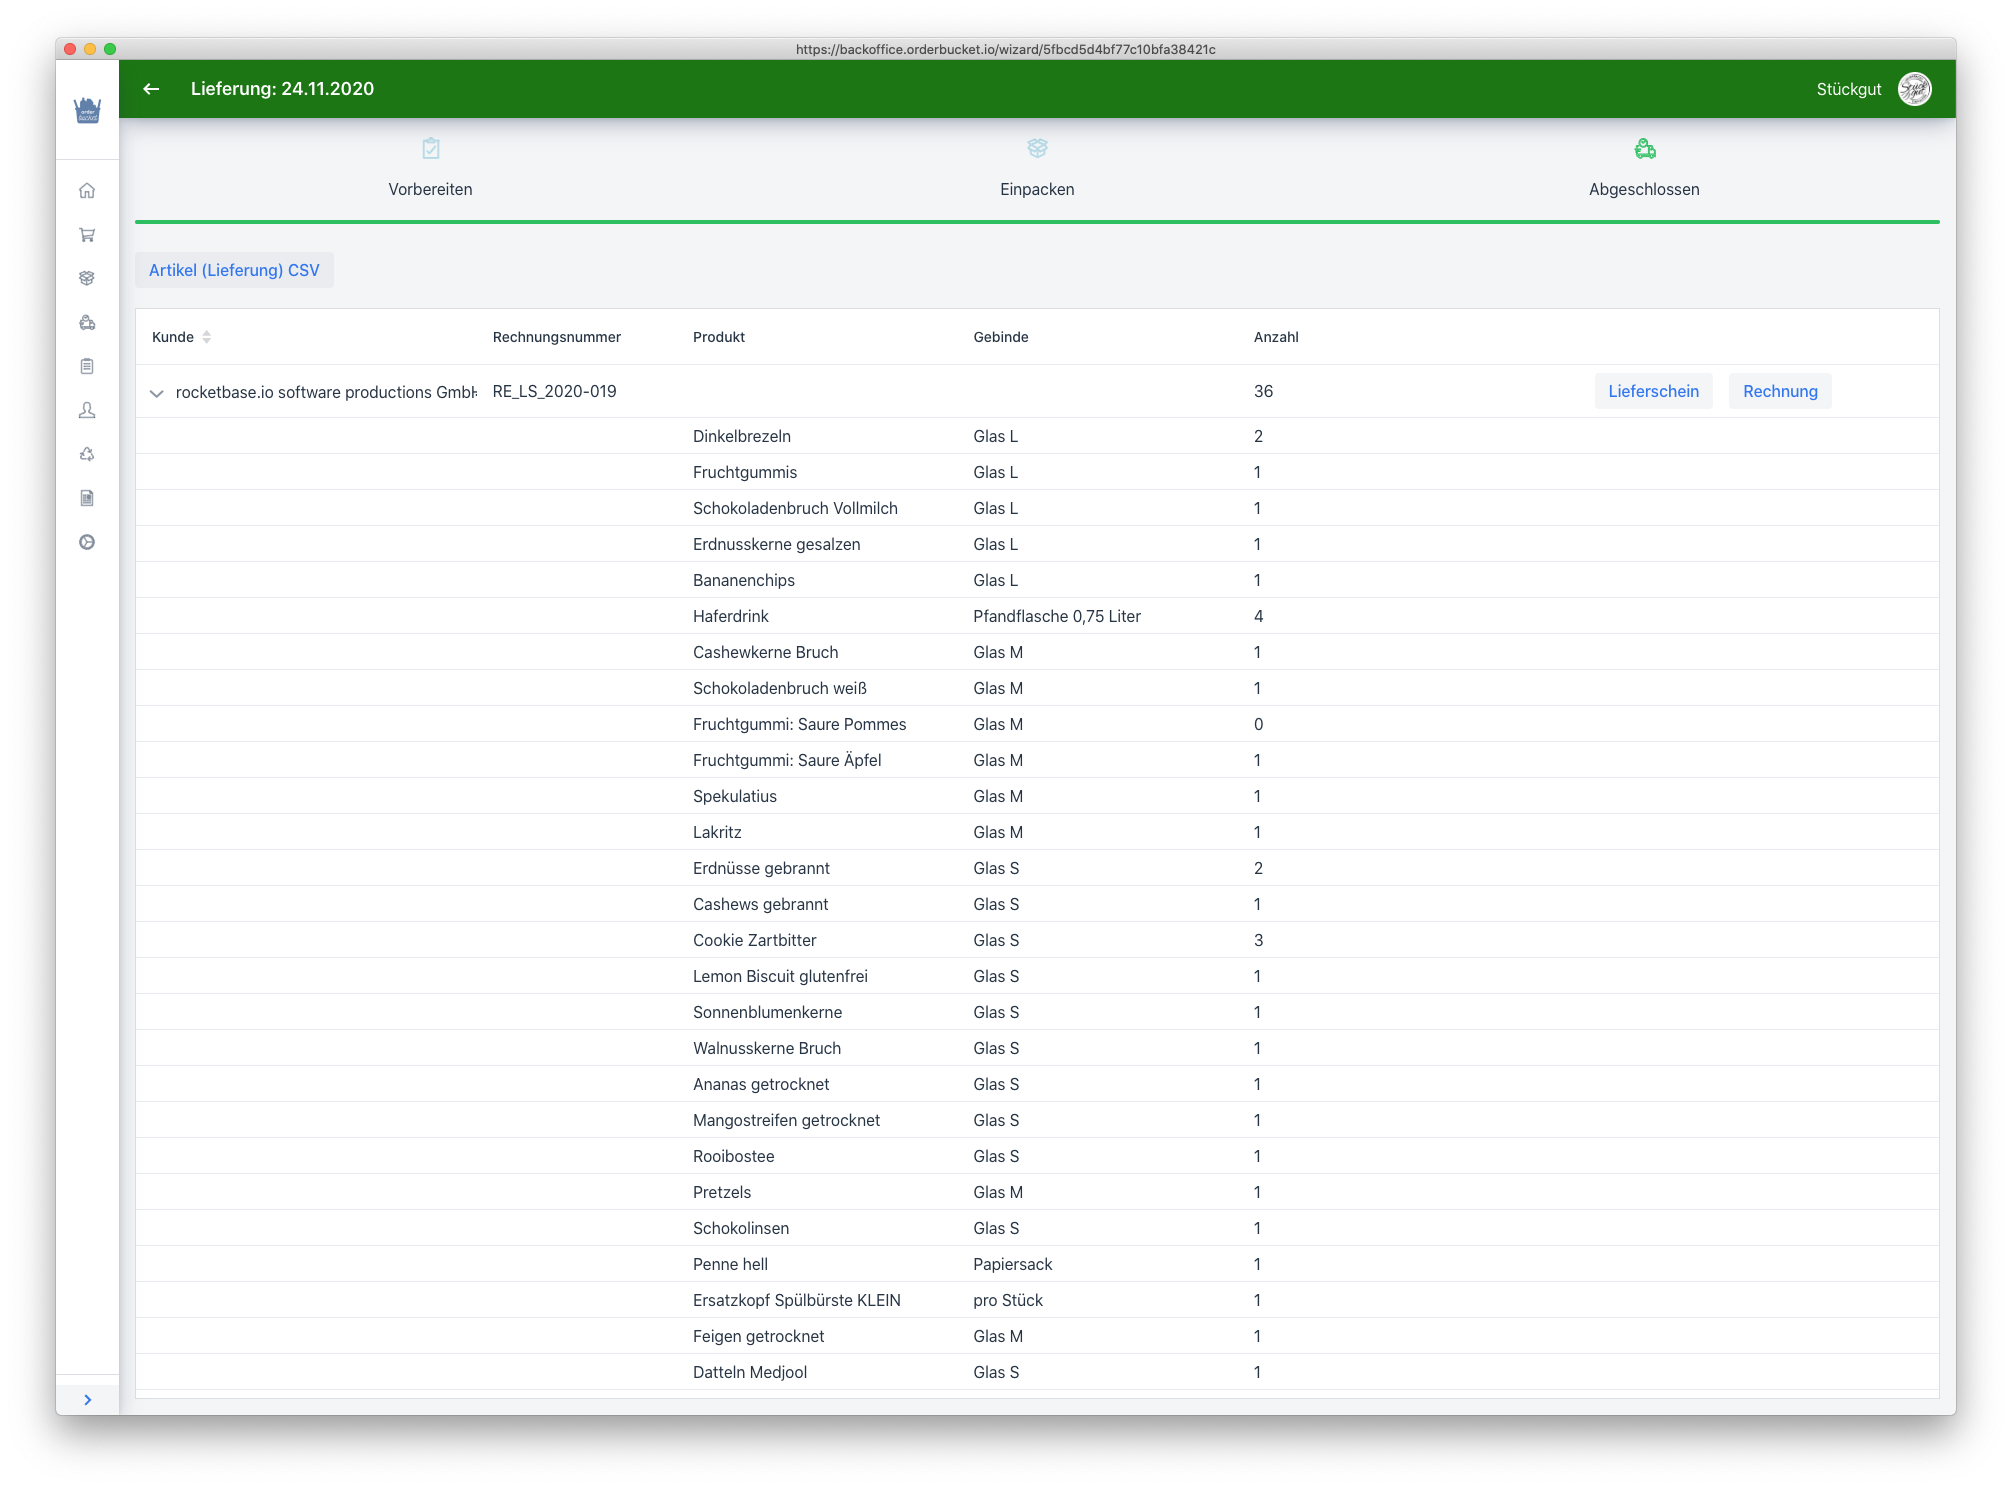 https://backoffice.orderbucket.io/wizard/5fbcd5d4bf77c10bfa38421c
order
bucket
Lieferung: 24.11.2020
Stückgut
Vorbereiten Einpacken Abgeschlossen
Artikel (Lieferung) CSV
Kunde Rechnungsnummer Produkt Gebinde Anzahl
rocketbase.io software productions GmbH RE_LS_2020-019 36 Lieferschein Rechnung
Dinkelbrezeln Glas L 2
Fruchtgummis Glas L 1
Schokoladenbruch Vollmilch Glas L 1
Erdnusskerne gesalzen Glas L 1
Bananenchips Glas L 1
Haferdrink Pfandflasche 0,75 Liter 4
Cashewkerne Bruch Glas M 1
Schokoladenbruch weiß Glas M 1
Fruchtgummi: Saure Pommes Glas M 0
Fruchtgummi: Saure Äpfel Glas M 1
Spekulatius Glas M 1
Lakritz Glas M 1
Erdnüsse gebrannt Glas S 2
Cashews gebrannt Glas S 1
Cookie Zartbitter Glas S 3
Lemon Biscuit glutenfrei Glas S 1
Sonnenblumenkerne Glas S 1
Walnusskerne Bruch Glas S 1
Ananas getrocknet Glas S 1
Mangostreifen getrocknet Glas S 1
Rooibostee Glas S 1
Pretzels Glas M 1
Schokolinsen Glas S 1
Penne hell Papiersack 1
Ersatzkopf Spülbürste KLEIN pro Stück 1
Feigen getrocknet Glas M 1
Datteln Medjool Glas S 1